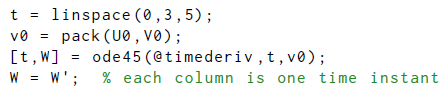 t = linspace(0,3,5);
v0 = pack(U0,V0);
[t,W] = ode45(@timederiv,t,v0);
W = W';  % each column is one time instant